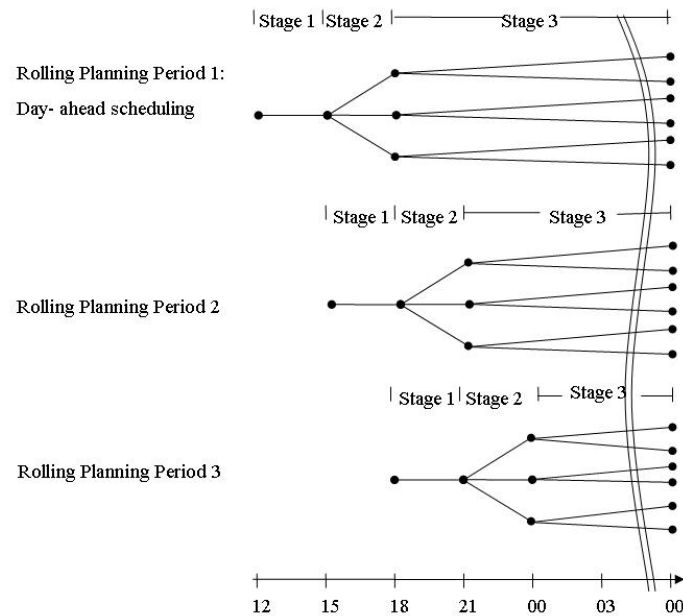 Stage 1 Stage 2 Stage 3
Rolling Planning Period 1:
Day- ahead scheduling
Stage 1 Stage 2 Stage 3
Rolling Planning Period 2
Stage 1 Stage 2 Stage 3
Rolling Planning Period 3
12 15 18 21 00 03 00